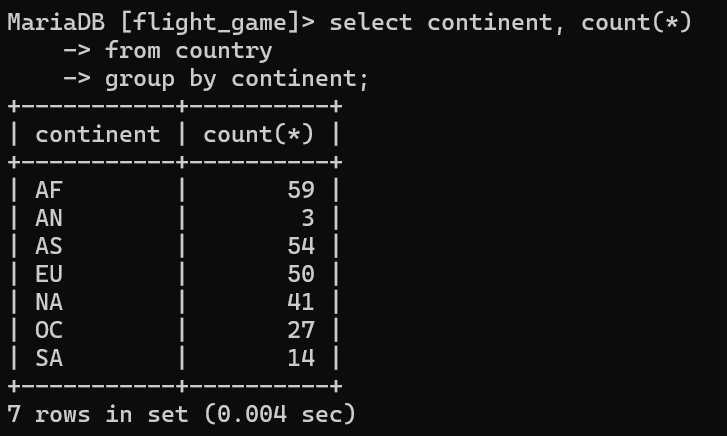 MariaDB [flight_game]> select continent, count(*)
    -> from country
    -> group by continent;
+-----------+----------+
| continent | count(*) |
+-----------+----------+
| AF        |       59 |
| AN        |        3 |
| AS        |       54 |
| EU        |       50 |
| NA        |       41 |
| OC        |       27 |
| SA        |       14 |
+-----------+----------+
7 rows in set (0.004 sec)